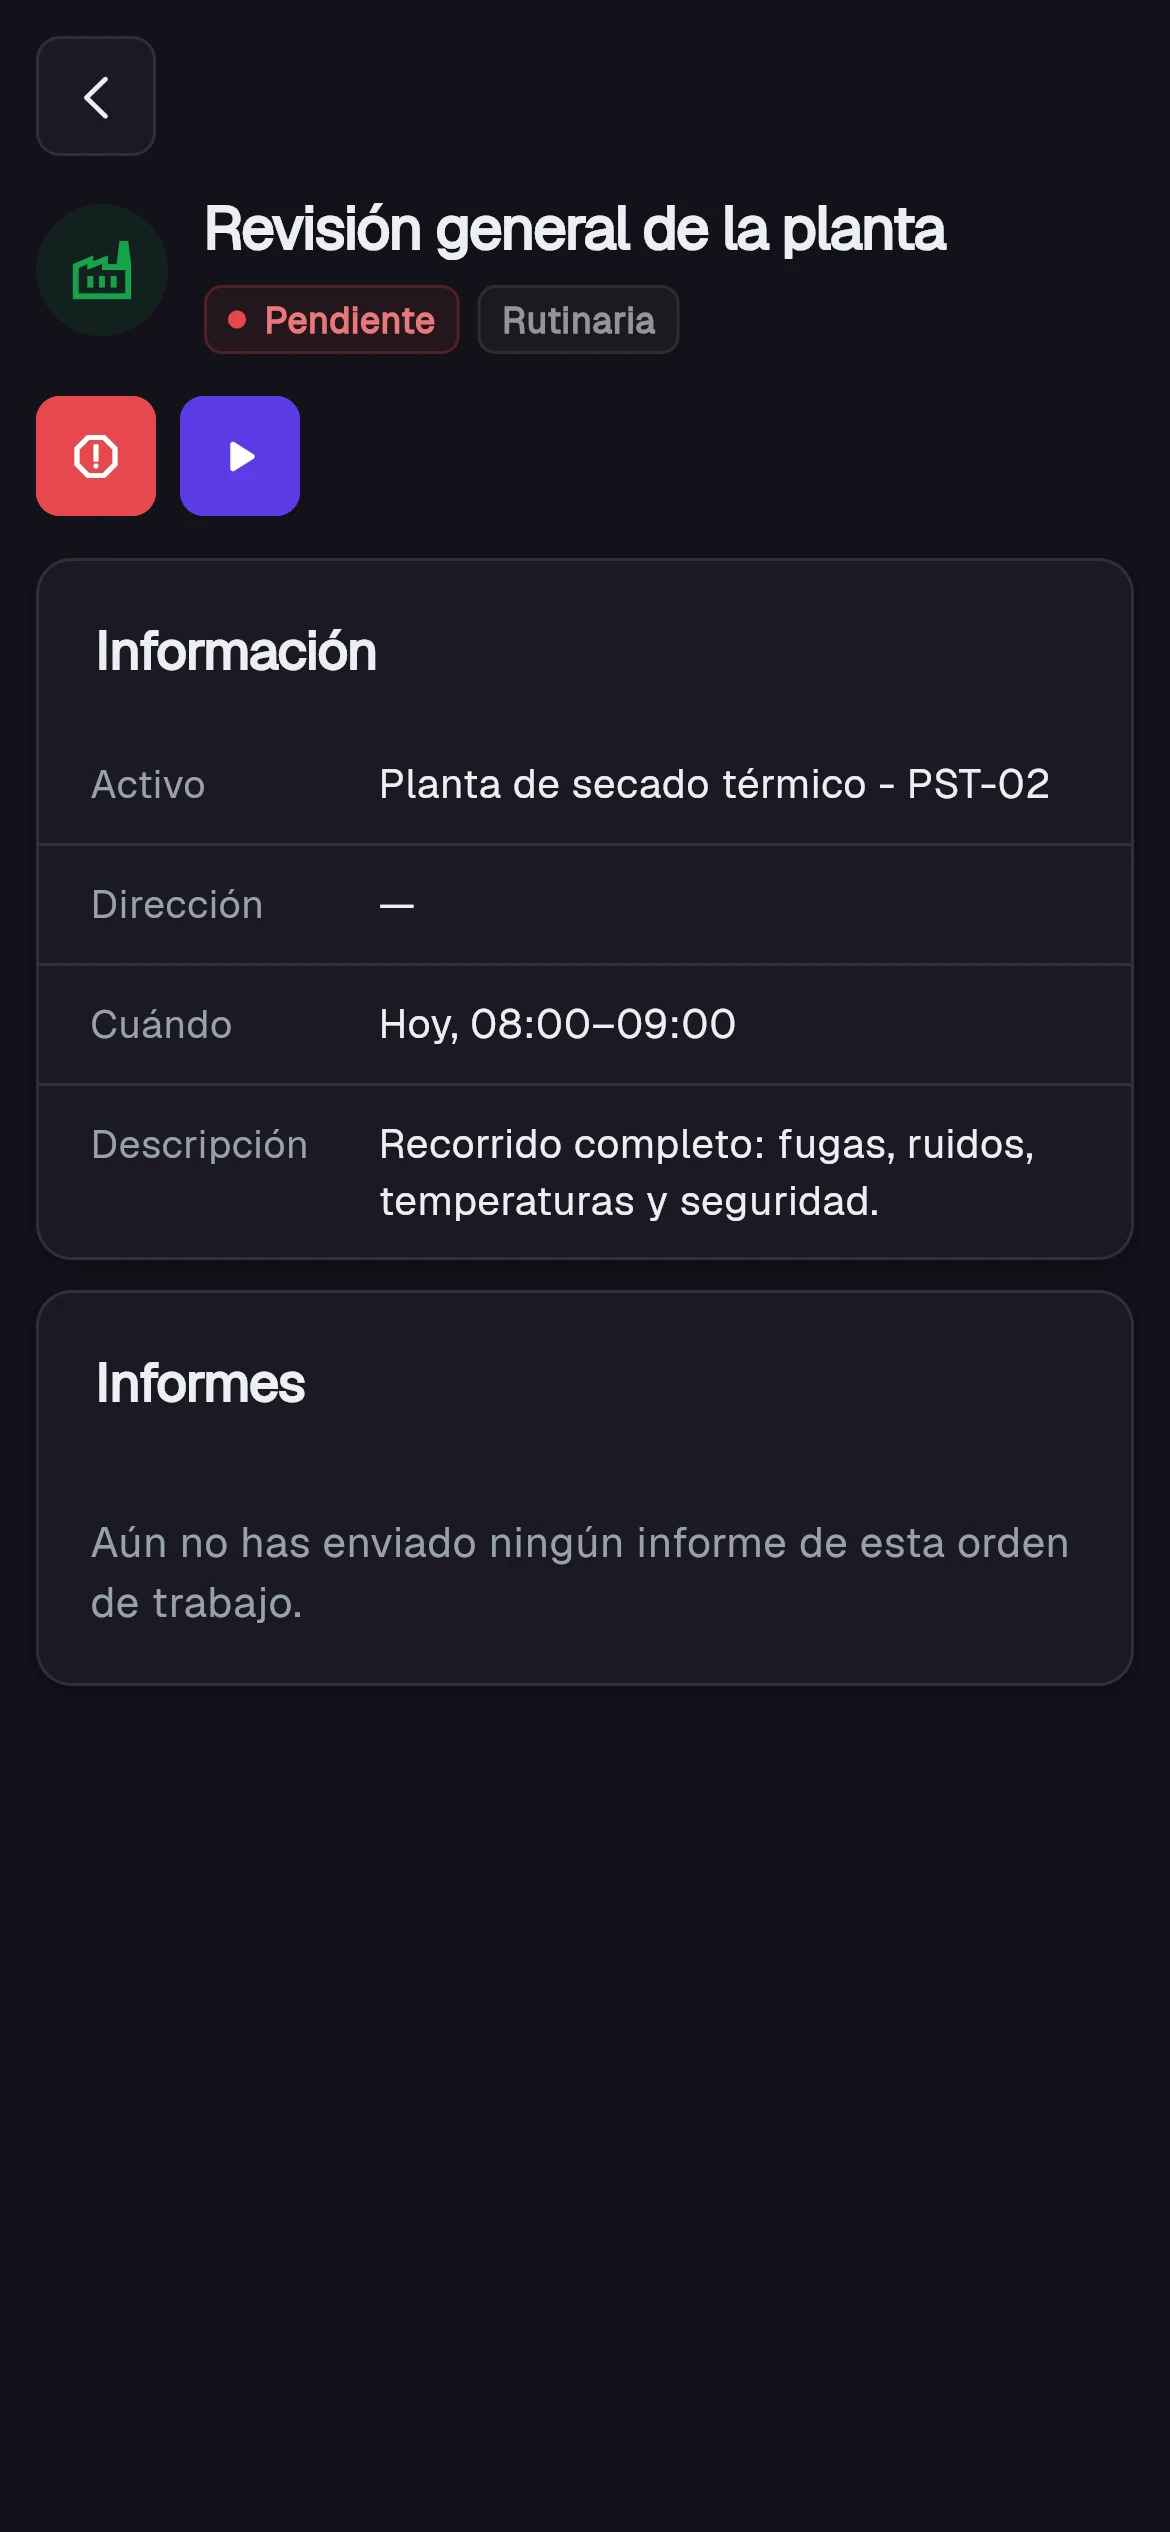 Revisión general de la planta
Pendiente
Rutinaria
Información
Activo
Planta de secado térmico - PST-02
Dirección
—
Cuándo
Hoy, 08:00–09:00
Descripción
Recorrido completo: fugas, ruidos,
temperaturas y seguridad.
Informes
Aún no has enviado ningún informe de esta orden
de trabajo.